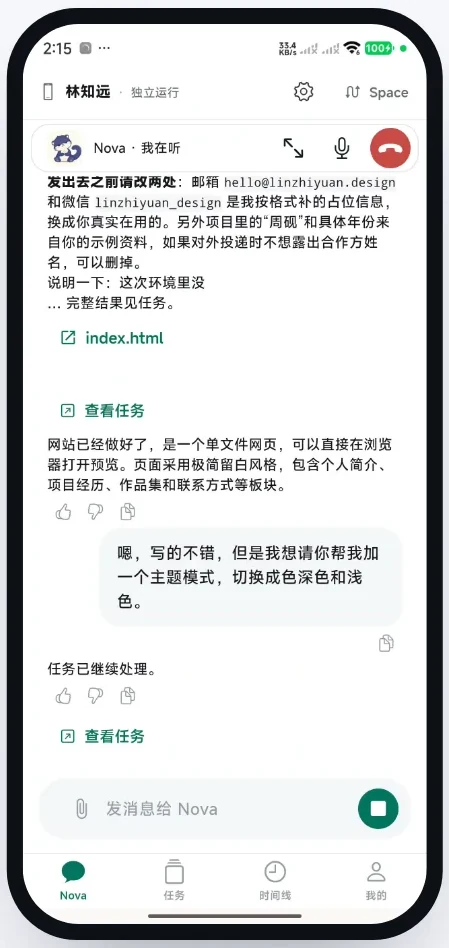 2:15 ···
33.4 KB/s 100+
林知远 · 独立运行 Space
Nova · 我在听
发出去之前请改两处：邮箱 hello@linzhiyuan.design
和微信 linzhiyuan_design 是我按格式补的占位信息，
换成你真实在用的。另外项目里的“周砚”和具体年份来
自你的示例资料，如果对外投递时不想露出合作方姓
名，可以删掉。
说明一下：这次环境里没
... 完整结果见任务。
index.html
查看任务
网站已经做好了，是一个单文件网页，可以直接在浏览
器打开预览。页面采用极简留白风格，包含个人简介、
项目经历、作品集和联系方式等板块。
嗯，写的不错，但是我想请你帮我加
一个主题模式，切换成色深色和浅
色。
任务已继续处理。
查看任务
发消息给 Nova
Nova 任务 时间线 我的